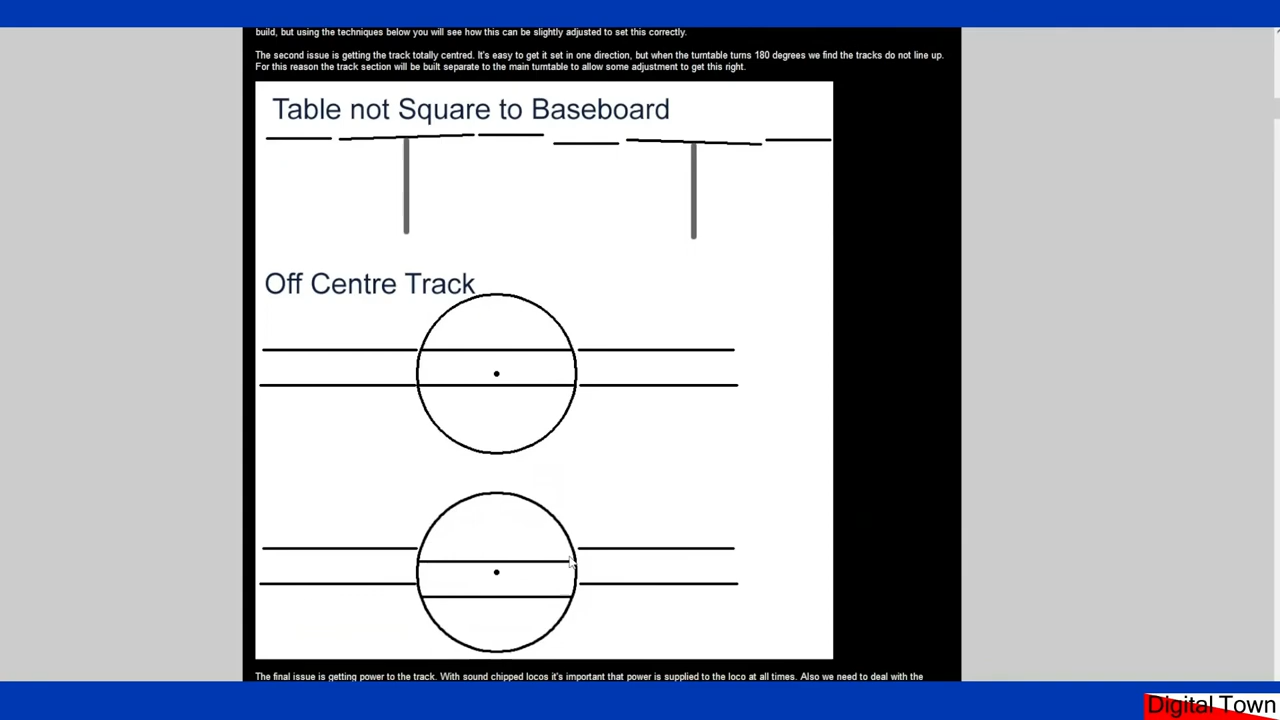 build, but using the techniques below you will see how this can be slightly adjusted to set this correctly.
The second issue is getting the track totally centred. It's easy to get it set in one direction, but when the turntable turns 180 degrees we find the tracks do not line up.
For this reason the track section will be built separate to the main turntable to allow some adjustment to get this right.
Table not Square to Baseboard
Off Centre Track
The final issue is getting power to the track. With sound chipped locos it's important that power is supplied to the loco at all times. Also we need to deal with the
Digital Town